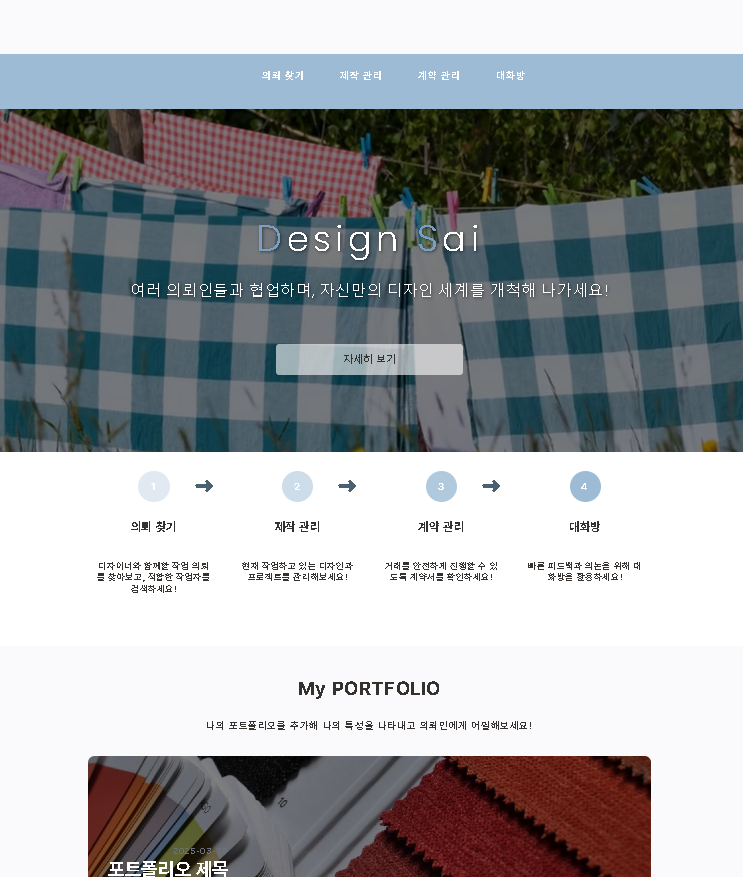 의뢰 찾기 제작 관리 계약 관리 대화방
Design Sai
여러 의뢰인들과 협업하며, 자신만의 디자인 세계를 개척해 나가세요!
자세히 보기
1 2 3 4
의뢰 찾기 제작 관리 계약 관리 대화방
디자이너와 함께할 작업 의뢰
를 찾아보고, 적합한 작업자를
검색하세요!
현재 작업하고 있는 디자인과
프로젝트를 관리해보세요!
거래를 안전하게 진행할 수 있
도록 계약서를 확인하세요!
빠른 피드백과 의논을 위해 대
화방을 활용하세요!
My PORTFOLIO
나의 포트폴리오를 추가해 나의 특성을 나타내고 의뢰인에게 어필해보세요!
10
포트폴리오 제목